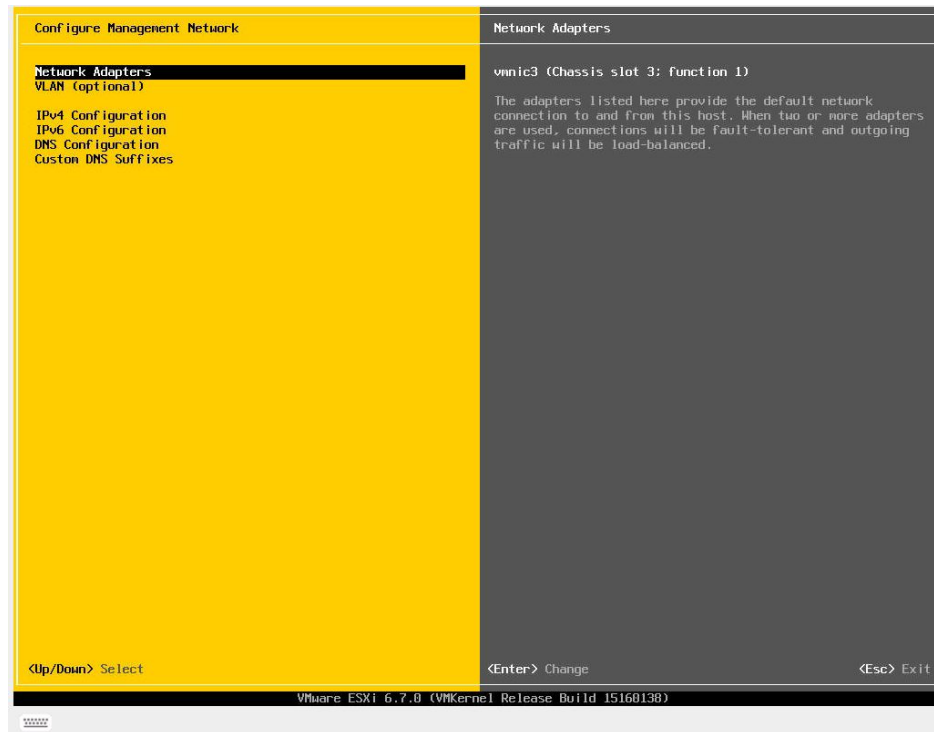 Configure Management Network
Network Adapters
VLAN (optional)
IPv4 Configuration
IPv6 Configuration
DNS Configuration
Custom DNS Suffixes
<Up/Down> Select
Network Adapters
vmnic3 (Chassis slot 3; function 1)
The adapters listed here provide the default network
connection to and from this host. When two or more adapters
are used, connections will be fault-tolerant and outgoing
traffic will be load-balanced.
<Enter> Change
<Esc> Exit
VMware ESXi 6.7.0 (VMKernel Release Build 15160138)